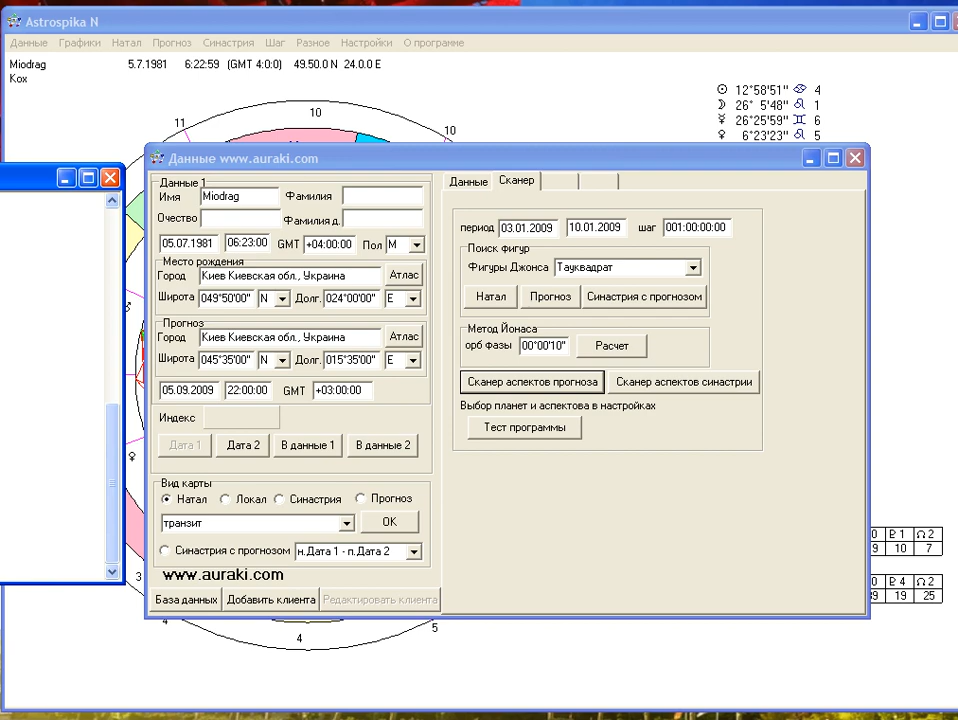 Astrospika N
Данные Графики Натал Прогноз Синастрия Шаг Разное Настройки О программе
Miodrag 5.7.1981 6:22:59 (GMT 4:0:0) 49.50.0 N 24.0.0 E
Кох
☉ 12°58'51" ♋ 4
☽ 26° 5'48" ♌ 1
☿ 26°25'59" ♊ 6
♀ 6°23'23" ♌ 5
11
10
10
Данные www.auraki.com
Данные 1
Имя Miodrag Фамилия
Очество Фамилия д.
05.07.1981 06:23:00 GMT +04:00:00 Пол М
Место рождения
Город Киев Киевская обл., Украина Атлас
Широта 049°50'00" N Долг. 024°00'00" E
Прогноз
Город Киев Киевская обл., Украина Атлас
Широта 045°35'00" N Долг. 015°35'00" E
05.09.2009 22:00:00 GMT +03:00:00
Индекс
Дата 1 Дата 2 В данные 1 В данные 2
Вид карты
Натал Локал Синастрия Прогноз
транзит OK
Синастрия с прогнозом н.Дата 1 - п.Дата 2
www.auraki.com
База данных Добавить клиента Редактировать клиента
Данные Сканер
период 03.01.2009 10.01.2009 шаг 001:00:00:00
Поиск фигур
Фигуры Джонса Тауквадрат
Натал Прогноз Синастрия с прогнозом
Метод Йонаса
орб Фазы 00°00'10" Расчет
Сканер аспектов прогноза Сканер аспектов синастрии
Выбор планет и аспектова в настройках
Тест программы
♂
♀
3
4
4
5
0 ♇ 1 ☊ 2
9 10 7
0 ♇ 4 ☊ 2
39 19 25